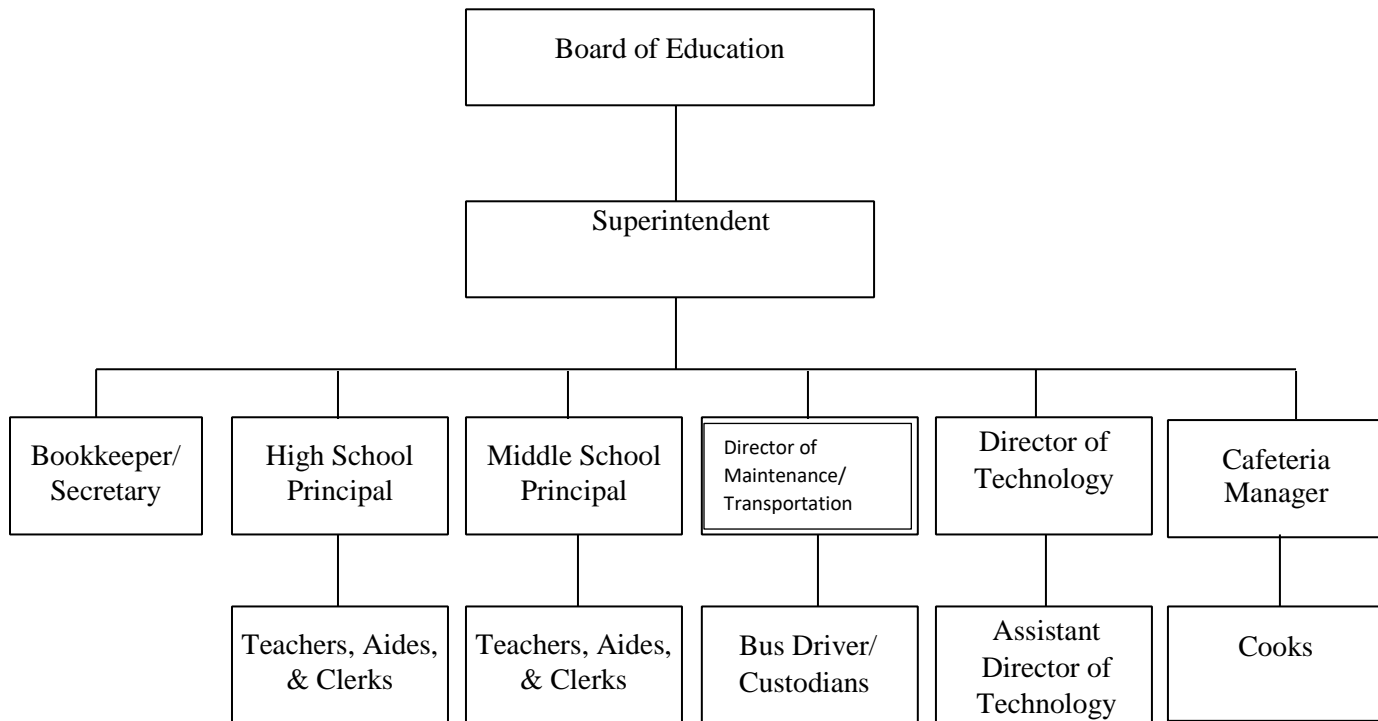 Board of Education
Superintendent
Bookkeeper/
Secretary
High School
Principal
Middle School
Principal
Director of
Maintenance/
Transportation
Director of
Technology
Cafeteria
Manager
Teachers, Aides,
& Clerks
Teachers, Aides,
& Clerks
Bus Driver/
Custodians
Assistant
Director of
Technology
Cooks